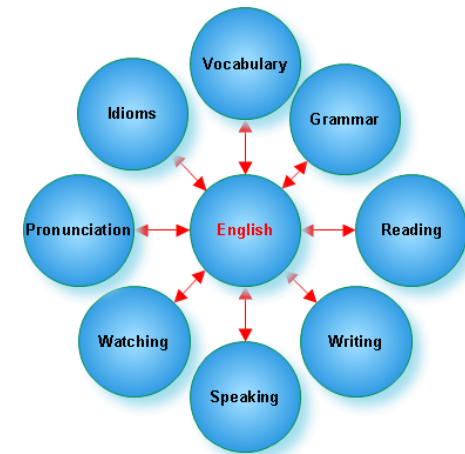 Vocabulary
Idioms
Grammar
Pronunciation
English
Reading
Watching
Writing
Speaking